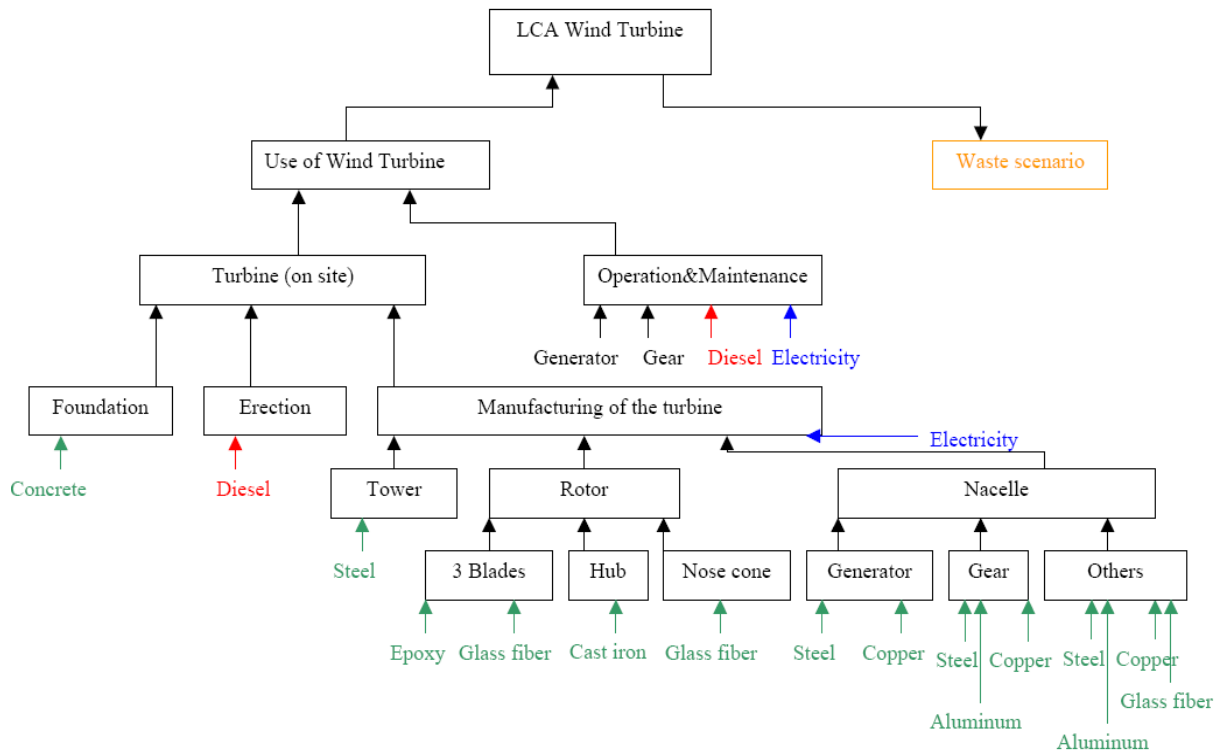 LCA Wind Turbine
Use of Wind Turbine
Waste scenario
Turbine (on site)
Operation&Maintenance
Generator
Gear
Diesel
Electricity
Foundation
Erection
Manufacturing of the turbine
Electricity
Concrete
Diesel
Tower
Rotor
Nacelle
Steel
3 Blades
Hub
Nose cone
Generator
Gear
Others
Epoxy
Glass fiber
Cast iron
Glass fiber
Steel
Copper
Steel
Copper
Steel
Copper
Glass fiber
Aluminum
Aluminum